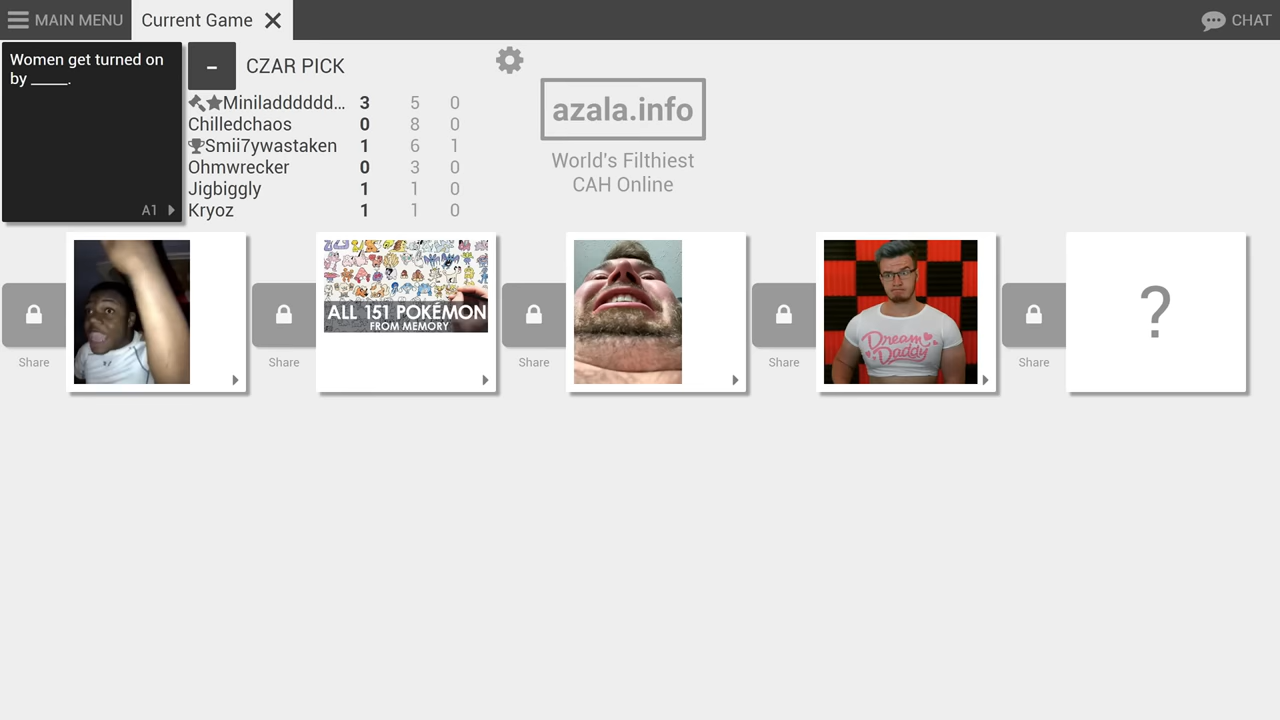 MAIN MENU
Current Game
CHAT
Women get turned on
by _____.
A1
-
CZAR PICK
Miniladddddd... 3 5 0
Chilledchaos 0 8 0
Smii7ywastaken 1 6 1
Ohmwrecker 0 3 0
Jigbiggly 1 1 0
Kryoz 1 1 0
azala.info
World's Filthiest
CAH Online
Share
Share
ALL 151 POKÉMON
FROM MEMORY
Share
Share
Dream
Daddy
Share
?